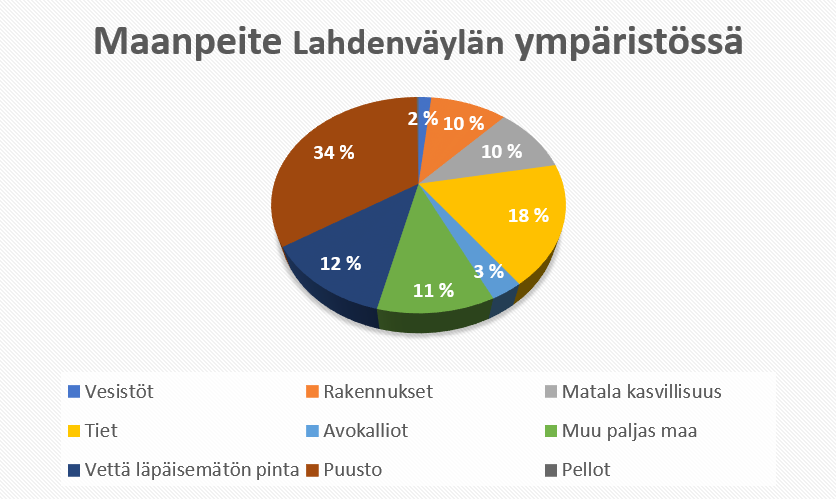 Maanpeite Lahdenväylän ympäristössä
2 %
10 %
10 %
34 %
18 %
12 %
3 %
11 %
Vesistöt
Rakennukset
Matala kasvillisuus
Tiet
Avokalliot
Muu paljas maa
Vettä läpäisemätön pinta
Puusto
Pellot